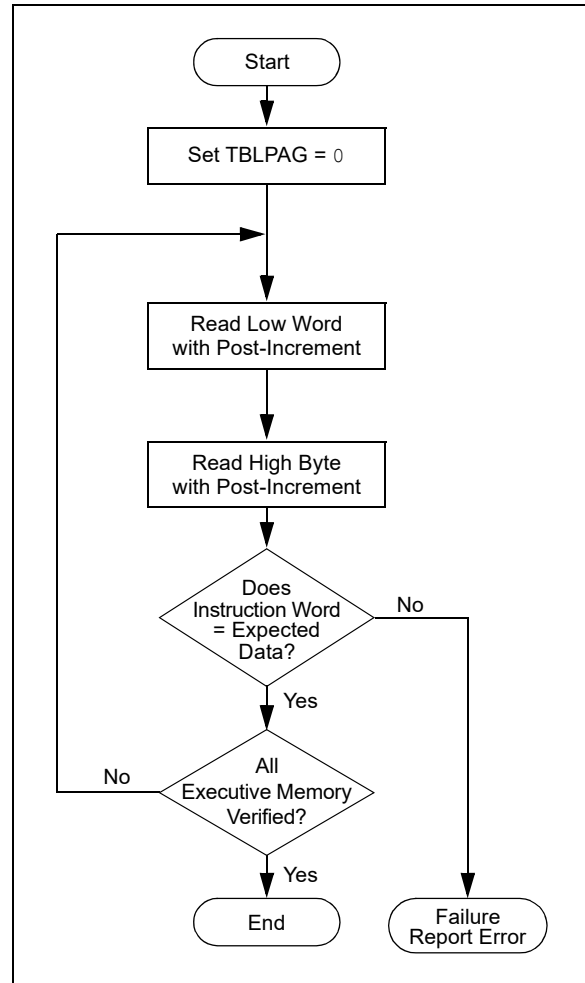 Start
Set TBLPAG = 0
Read Low Word
with Post-Increment
Read High Byte
with Post-Increment
Does
Instruction Word
= Expected
Data?
No
Yes
All
Executive Memory
Verified?
No
Yes
End
Failure
Report Error